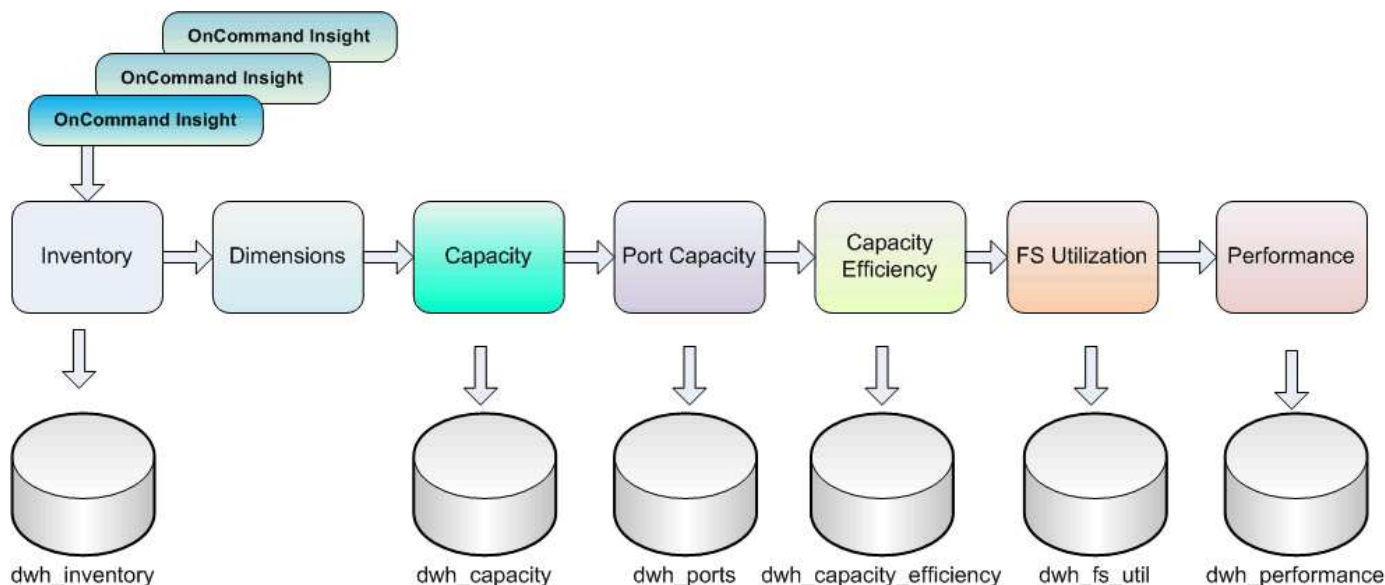 OnCommand Insight
OnCommand Insight
OnCommand Insight
Inventory
Dimensions
Capacity
Port Capacity
Capacity
Efficiency
FS Utilization
Performance
dwh_inventory
dwh_capacity
dwh_ports
dwh_capacity_efficiency
dwh_fs_util
dwh_performance